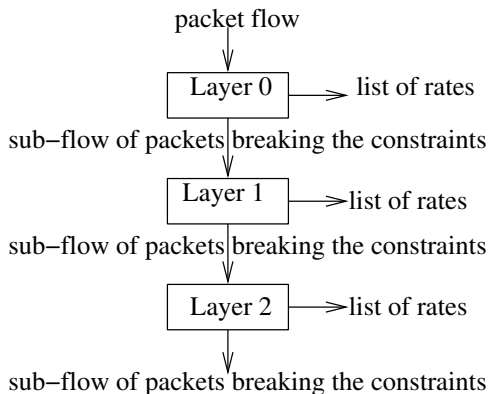 packet flow
Layer 0
list of rates
sub−flow of packets breaking the constraints
Layer 1
list of rates
sub−flow of packets breaking the constraints
Layer 2
list of rates
sub−flow of packets breaking the constraints